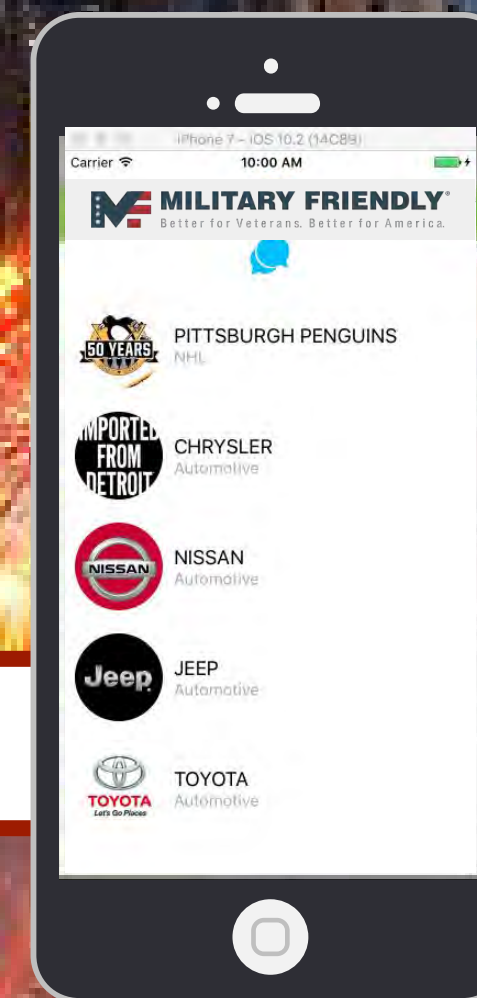 iPhone 7 – iOS 10.2 (14C89)
Carrier
10:00 AM
MILITARY FRIENDLY®
Better for Veterans. Better for America.
50 YEARS
PITTSBURGH PENGUINS
NHL
IMPORTED
FROM
DETROIT
CHRYSLER
Automotive
NISSAN
NISSAN
Automotive
Jeep
JEEP
Automotive
TOYOTA
Let's Go Places
TOYOTA
Automotive